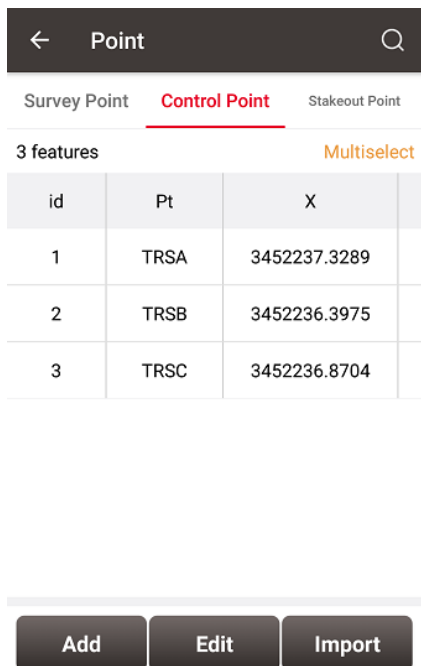 Point
Survey Point Control Point Stakeout Point
3 features Multiselect
id Pt X
1 TRSA 3452237.3289
2 TRSB 3452236.3975
3 TRSC 3452236.8704
Add Edit Import